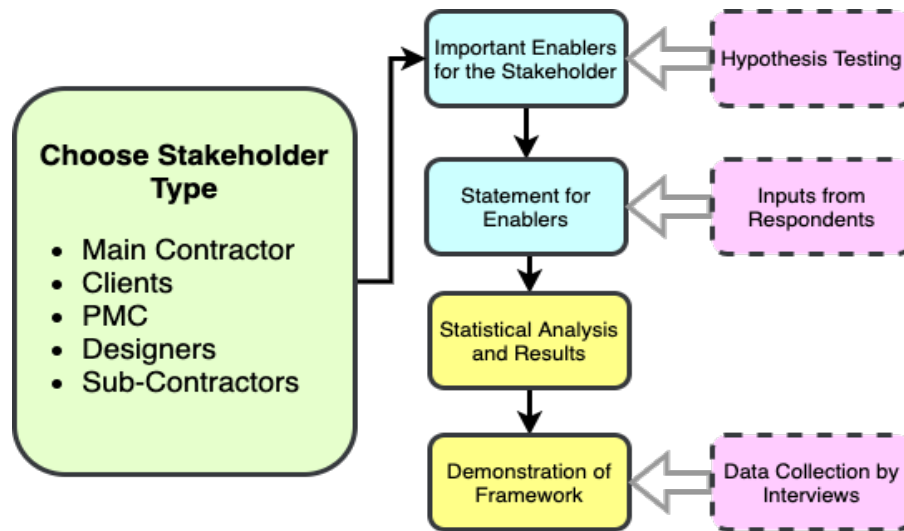 Choose Stakeholder
Type
• Main Contractor
• Clients
• PMC
• Designers
• Sub-Contractors
Important Enablers
for the Stakeholder
Hypothesis Testing
Statement for
Enablers
Inputs from
Respondents
Statistical Analysis
and Results
Demonstration of
Framework
Data Collection by
Interviews